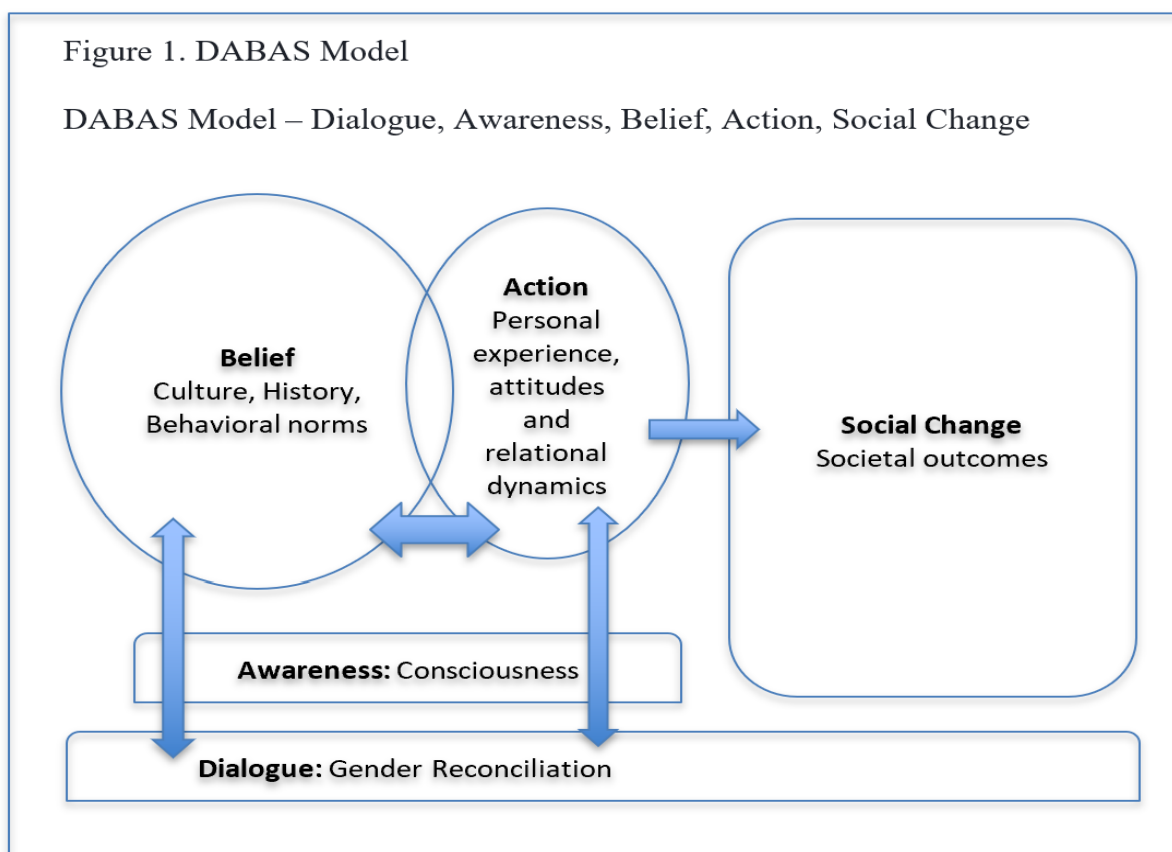 Figure 1. DABAS Model
DABAS Model – Dialogue, Awareness, Belief, Action, Social Change
Belief
Culture, History,
Behavioral norms
Action
Personal
experience,
attitudes
and
relational
dynamics
Social Change
Societal outcomes
Awareness: Consciousness
Dialogue: Gender Reconciliation